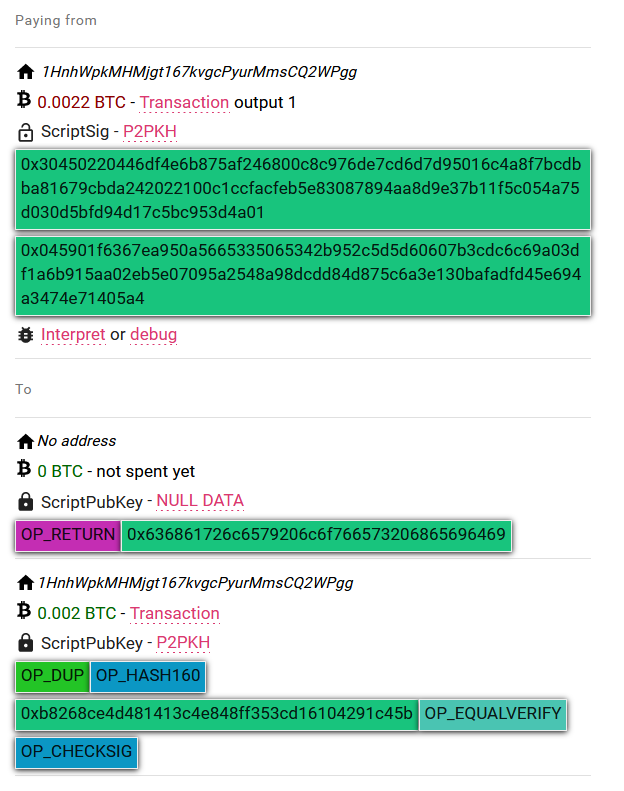 Paying from
1HnhWpkMHMjgt167kvgcPyurMmsCQ2WPgg
0.0022 BTC - Transaction output 1
ScriptSig - P2PKH
0x30450220446df4e6b875af246800c8c976de7cd6d7d95016c4a8f7bcdb
ba81679cbda242022100c1ccfacfeb5e83087894aa8d9e37b11f5c054a75
d030d5bfd94d17c5bc953d4a01
0x045901f6367ea950a5665335065342b952c5d5d60607b3cdc6c69a03d
f1a6b915aa02eb5e07095a2548a98dcdd84d875c6a3e130bafadfd45e694
a3474e71405a4
Interpret or debug
To
No address
0 BTC - not spent yet
ScriptPubKey - NULL DATA
OP_RETURN 0x636861726c6579206c6f766573206865696469
1HnhWpkMHMjgt167kvgcPyurMmsCQ2WPgg
0.002 BTC - Transaction
ScriptPubKey - P2PKH
OP_DUP OP_HASH160
0xb8268ce4d481413c4e848ff353cd16104291c45b OP_EQUALVERIFY
OP_CHECKSIG